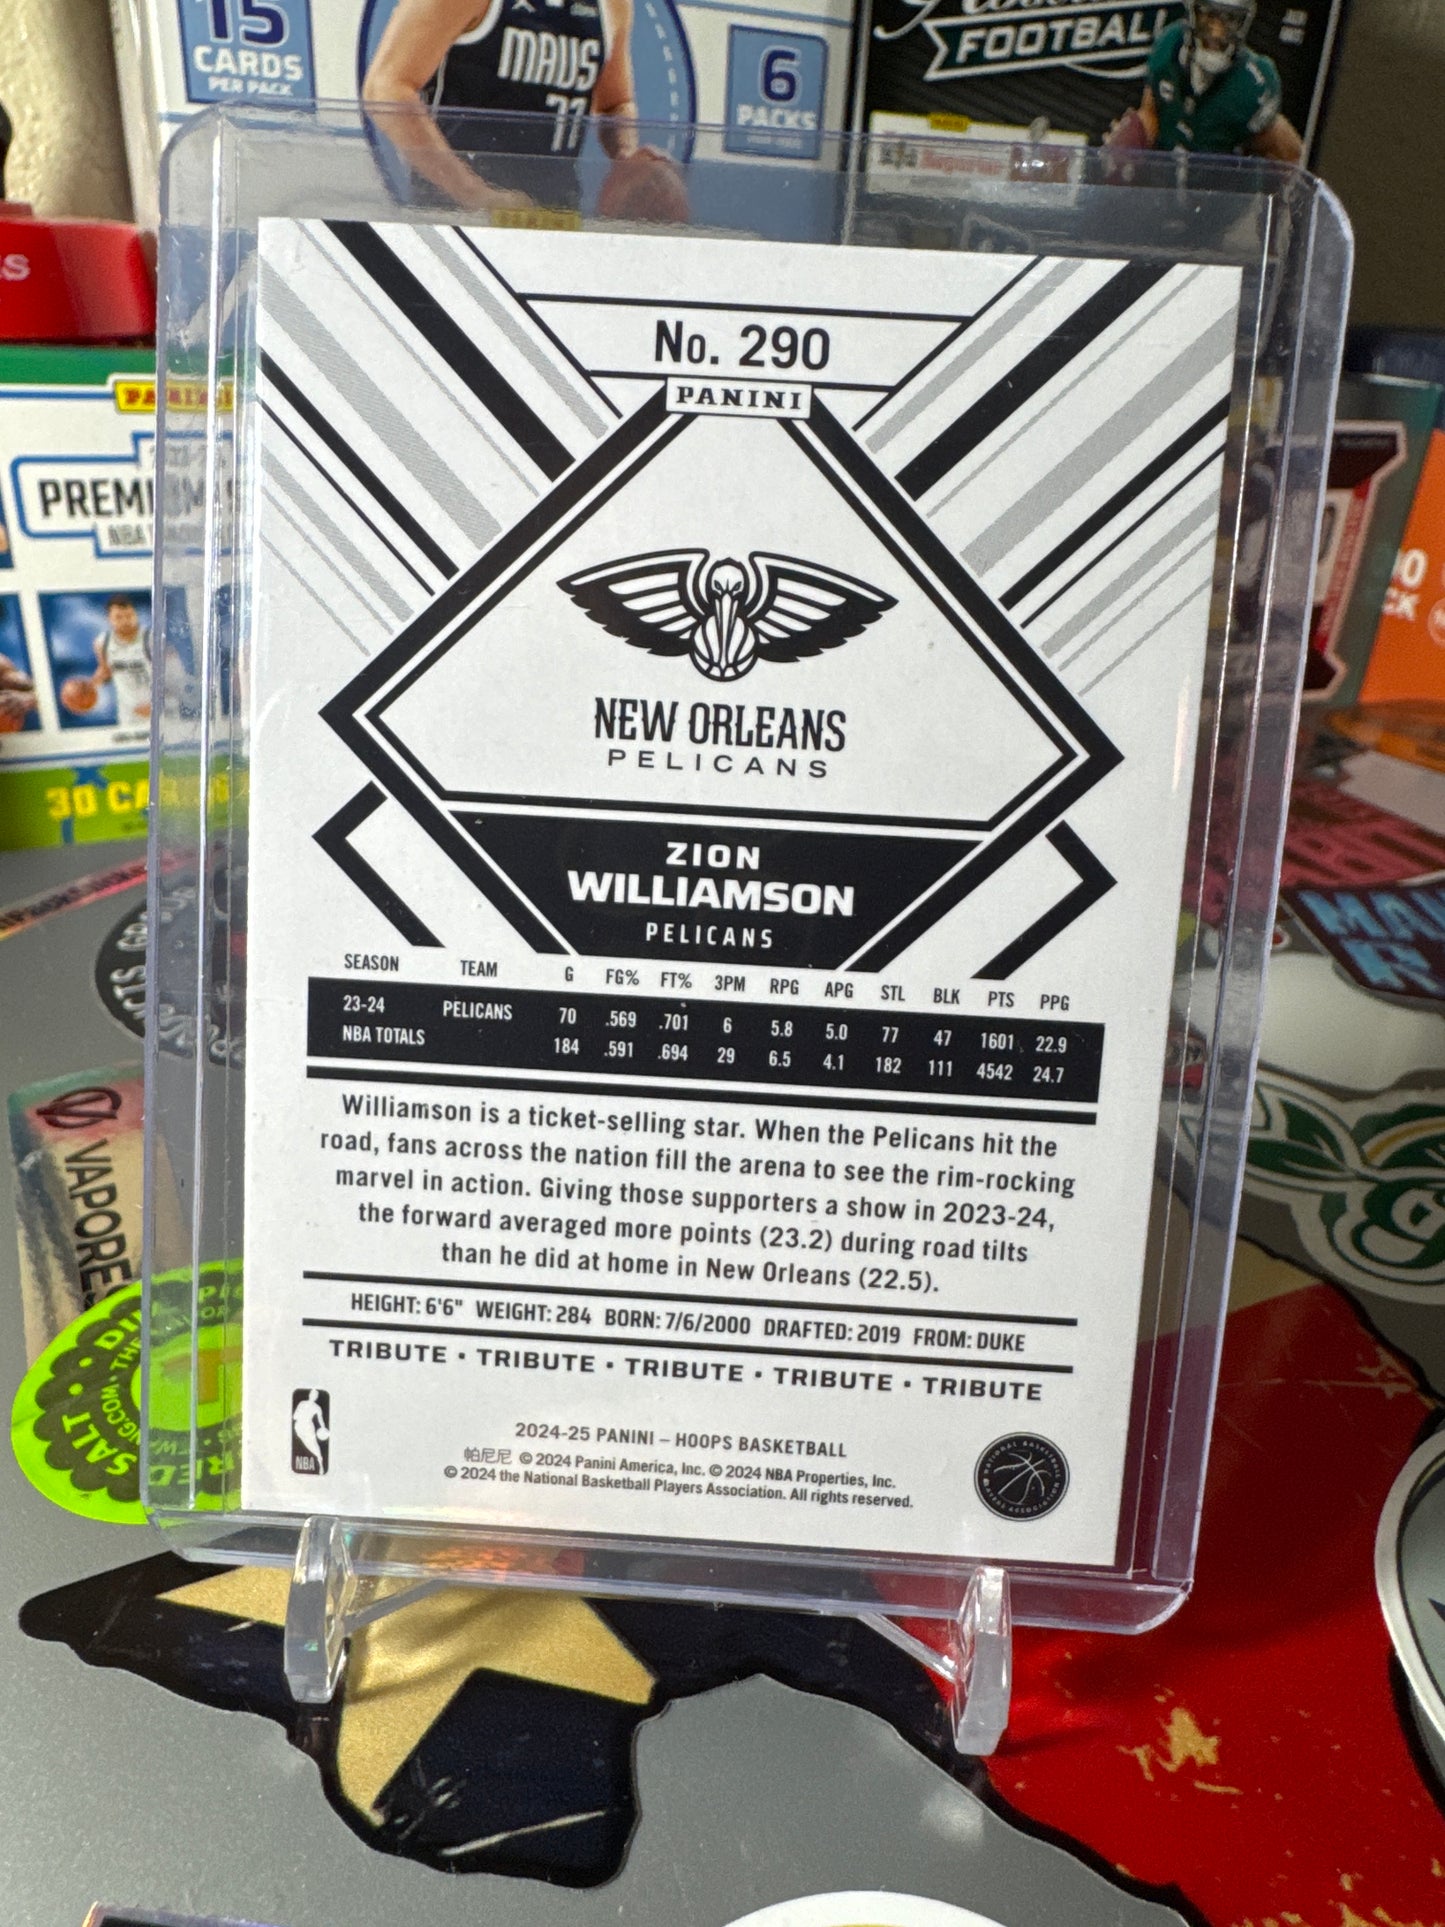 15
CARDS
PER PACK
MAVS
77
6
PACKS
FOOTBALL
No. 290
PANINI
NEW ORLEANS
PELICANS
ZION
WILLIAMSON
PELICANS
SEASON TEAM G FG% FT% 3PM RPG APG STL BLK PTS PPG
23-24 PELICANS 70 .569 .701 6 5.8 5.0 77 47 1601 22.9
NBA TOTALS 184 .591 .694 29 6.5 4.1 182 111 4542 24.7
Williamson is a ticket-selling star. When the Pelicans hit the
road, fans across the nation fill the arena to see the rim-rocking
marvel in action. Giving those supporters a show in 2023-24,
the forward averaged more points (23.2) during road tilts
than he did at home in New Orleans (22.5).
HEIGHT: 6'6" WEIGHT: 284 BORN: 7/6/2000 DRAFTED: 2019 FROM: DUKE
TRIBUTE • TRIBUTE • TRIBUTE • TRIBUTE • TRIBUTE
NBA
2024-25 PANINI – HOOPS BASKETBALL
帕尼尼 © 2024 Panini America, Inc. © 2024 NBA Properties, Inc.
© 2024 the National Basketball Players Association. All rights reserved.
PANINI
30
VAPORES
SALT